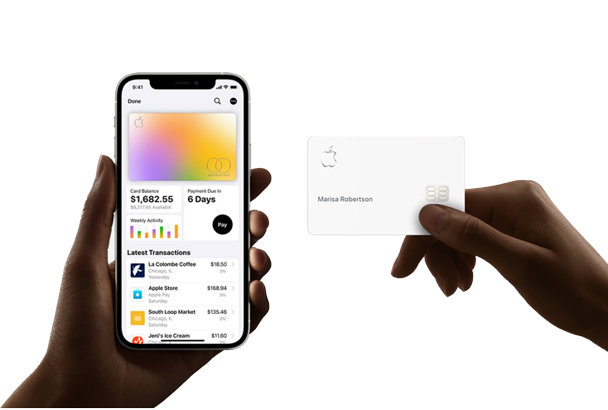 9:41
Done
Card Balance
$1,682.55
$8,317.45 Available
Payment Due In
6 Days
Weekly Activity
Pay
Latest Transactions
La Colombe Coffee $18.50
Chicago, IL 3%
Yesterday
Apple Store $168.94
Apple Pay 3%
Saturday
South Loop Market $135.46
Chicago, IL
Saturday
Jeni's Ice Cream $11.60
Marisa Robertson